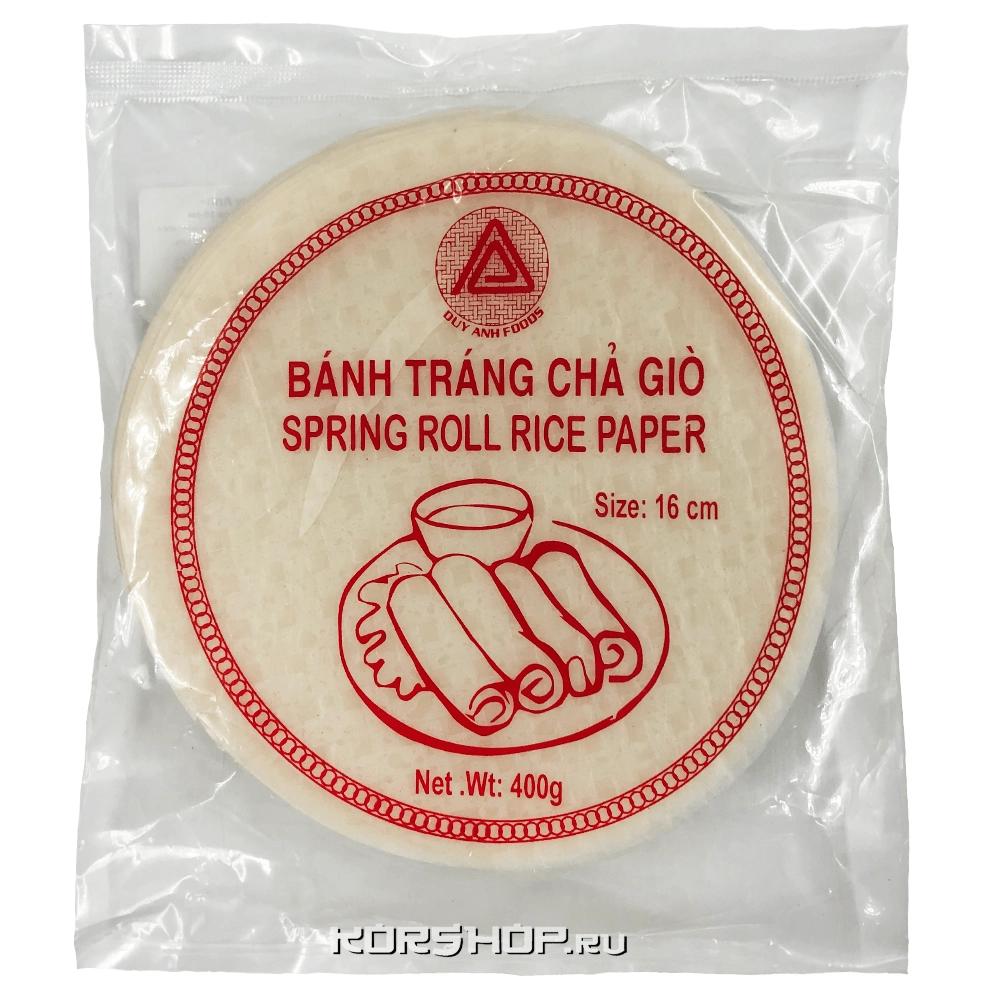 DUY ANH FOODS
BÁNH TRÁNG CHẢ GIÒ
SPRING ROLL RICE PAPER
Size: 16 cm
Net .Wt: 400g
KORSHOP.RU